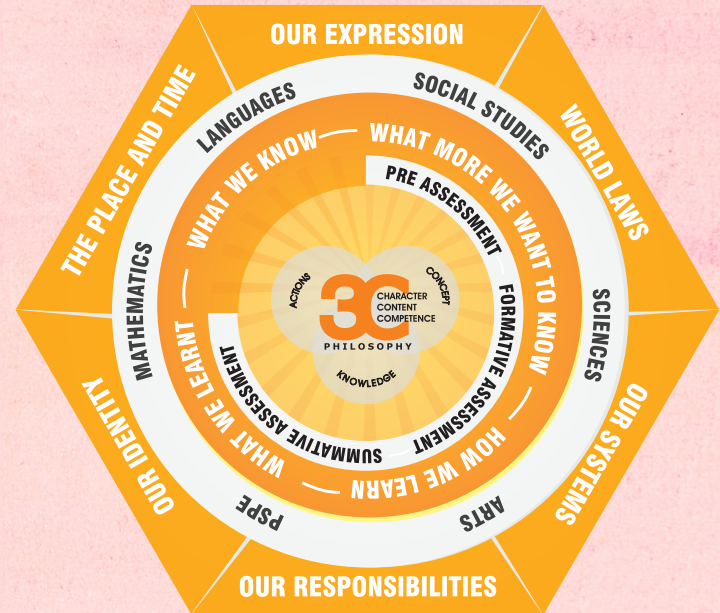 OUR EXPRESSION
WORLD LAWS
OUR SYSTEMS
OUR RESPONSIBILITIES
OUR IDENTITY
THE PLACE AND TIME
LANGUAGES
SOCIAL STUDIES
SCIENCES
ARTS
PSPE
MATHEMATICS
WHAT WE KNOW
WHAT MORE WE WANT TO KNOW
HOW WE LEARN
WHAT WE LEARNT
PRE ASSESSMENT
FORMATIVE ASSESSMENT
SUMMATIVE ASSESSMENT
ACTIONS
CONCEPT
KNOWLEDGE
3C
CHARACTER
CONTENT
COMPETENCE
PHILOSOPHY